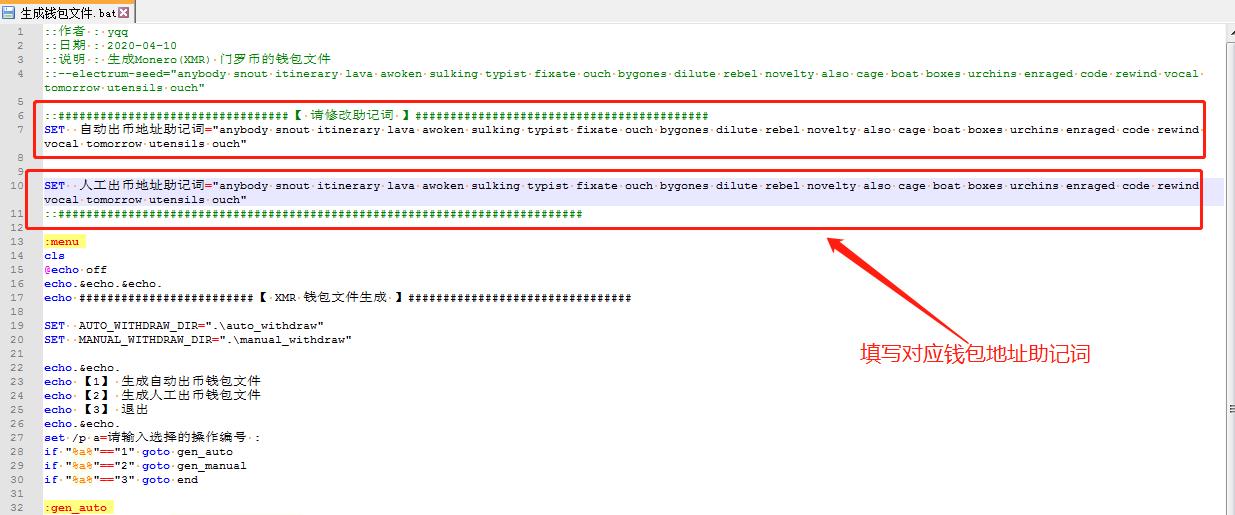 生成钱包文件.bat
1 ::作者 : yqq
2 ::日期 : 2020-04-10
3 ::说明 : 生成Monero(XMR) 门罗币的钱包文件
4 ::--electrum-seed="anybody snout itinerary lava awoken sulking typist fixate ouch bygones dilute rebel novelty also cage boat boxes urchins enraged code rewind vocal
tomorrow utensils ouch"
5
6 ::#################################【 请修改助记词 】##########################################
7 SET  自动出币地址助记词="anybody snout itinerary lava awoken sulking typist fixate ouch bygones dilute rebel novelty also cage boat boxes urchins enraged code rewind
vocal tomorrow utensils ouch"
8
9
10 SET  人工出币地址助记词="anybody snout itinerary lava awoken sulking typist fixate ouch bygones dilute rebel novelty also cage boat boxes urchins enraged code rewind
vocal tomorrow utensils ouch"
11 ::###########################################################################
12
13 :menu
14 cls
15 @echo off
16 echo.&echo.&echo.
17 echo #########################【 XMR 钱包文件生成 】################################
18
19 SET  AUTO_WITHDRAW_DIR=".\auto_withdraw"
20 SET  MANUAL_WITHDRAW_DIR=".\manual_withdraw"
21
22 echo.&echo.
23 echo 【1】 生成自动出币钱包文件
24 echo 【2】 生成人工出币钱包文件
25 echo 【3】 退出
26 echo.&echo.
27 set /p a=请输入选择的操作编号 :
28 if "%a%"=="1" goto gen_auto
29 if "%a%"=="2" goto gen_manual
30 if "%a%"=="3" goto end
31
32 :gen_auto
填写对应钱包地址助记词